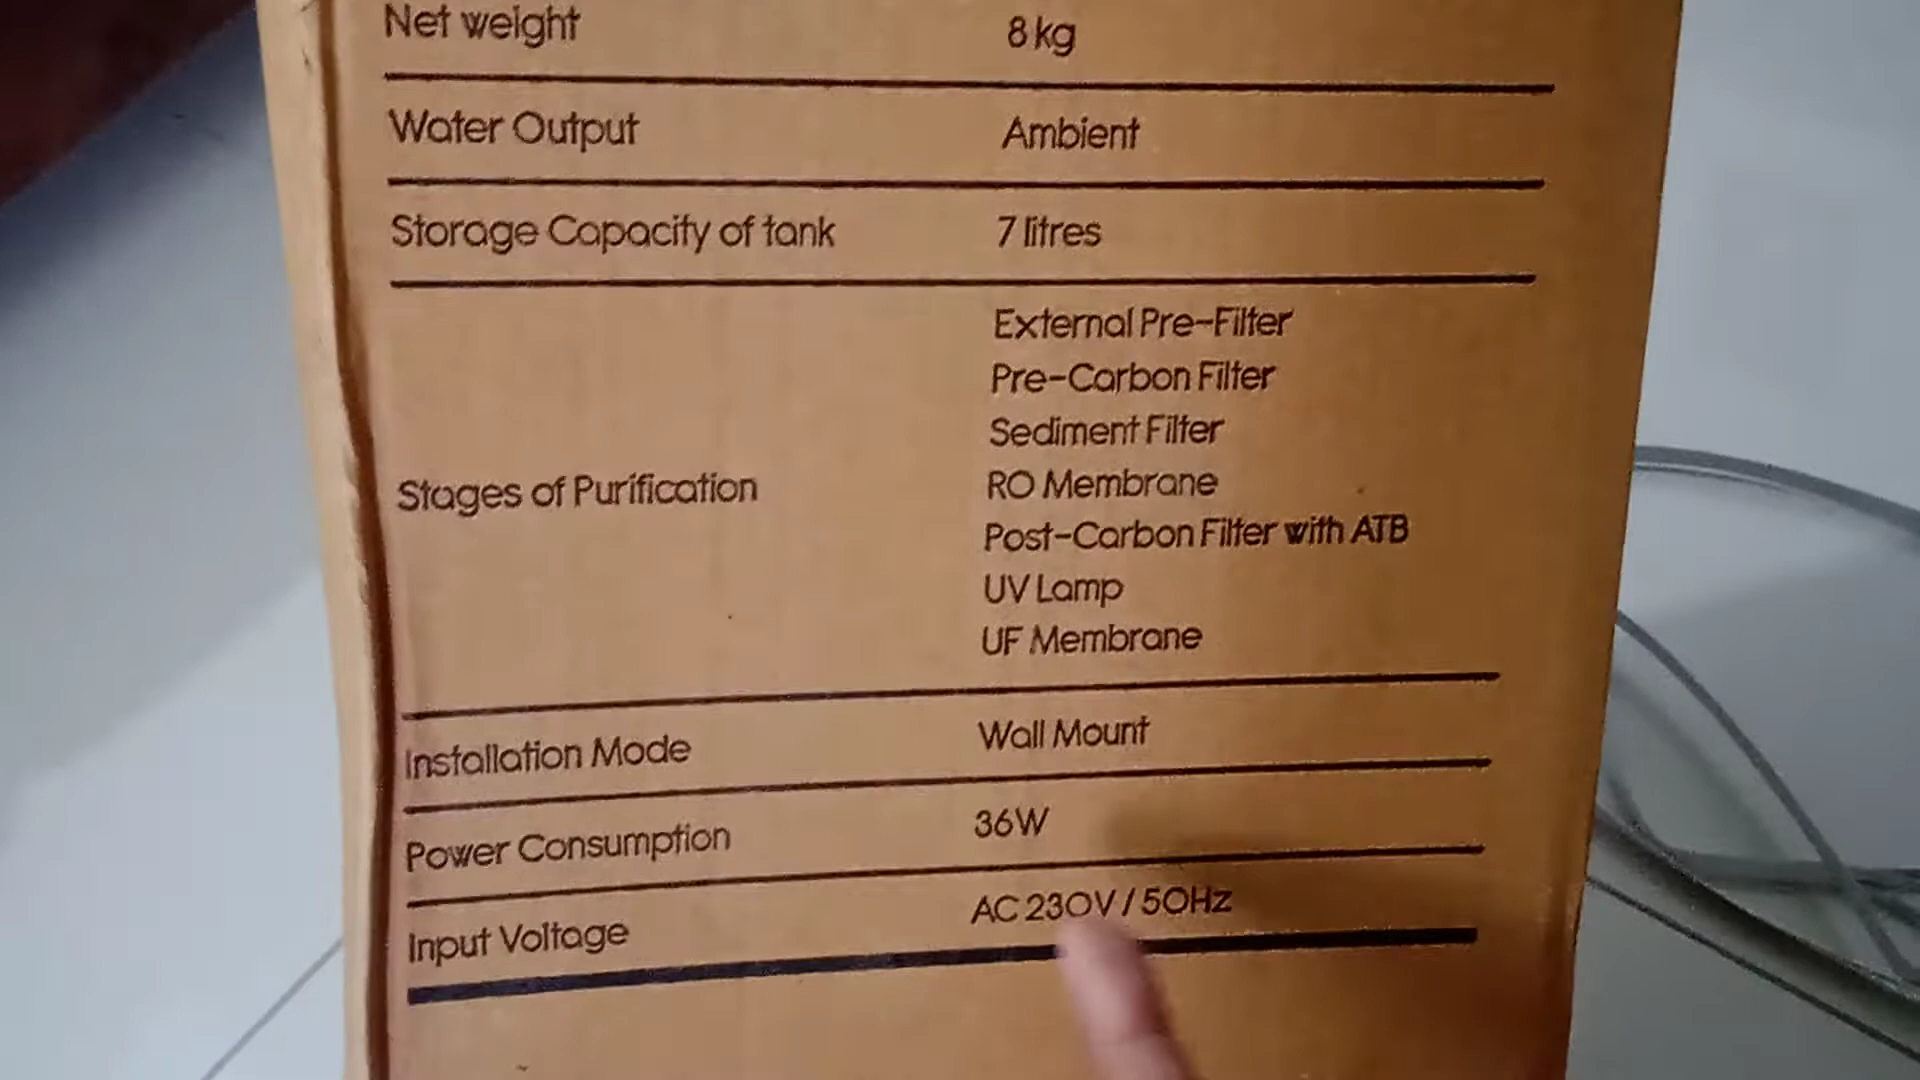 Net weight 8 kg
Water Output Ambient
Storage Capacity of tank 7 litres
Stages of Purification
External Pre-Filter
Pre-Carbon Filter
Sediment Filter
RO Membrane
Post-Carbon Filter with ATB
UV Lamp
UF Membrane
Installation Mode Wall Mount
Power Consumption 36W
Input Voltage AC 230V / 50Hz